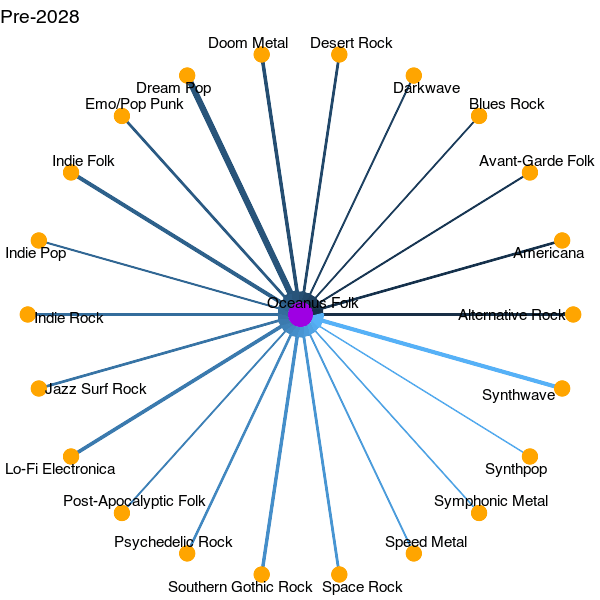 Pre-2028
Doom Metal
Desert Rock
Dream Pop
Darkwave
Emo/Pop Punk
Blues Rock
Indie Folk
Avant-Garde Folk
Indie Pop
Americana
Oceanus Folk
Indie Rock
Alternative Rock
Jazz Surf Rock
Synthwave
Lo-Fi Electronica
Synthpop
Post-Apocalyptic Folk
Symphonic Metal
Psychedelic Rock
Speed Metal
Southern Gothic Rock
Space Rock